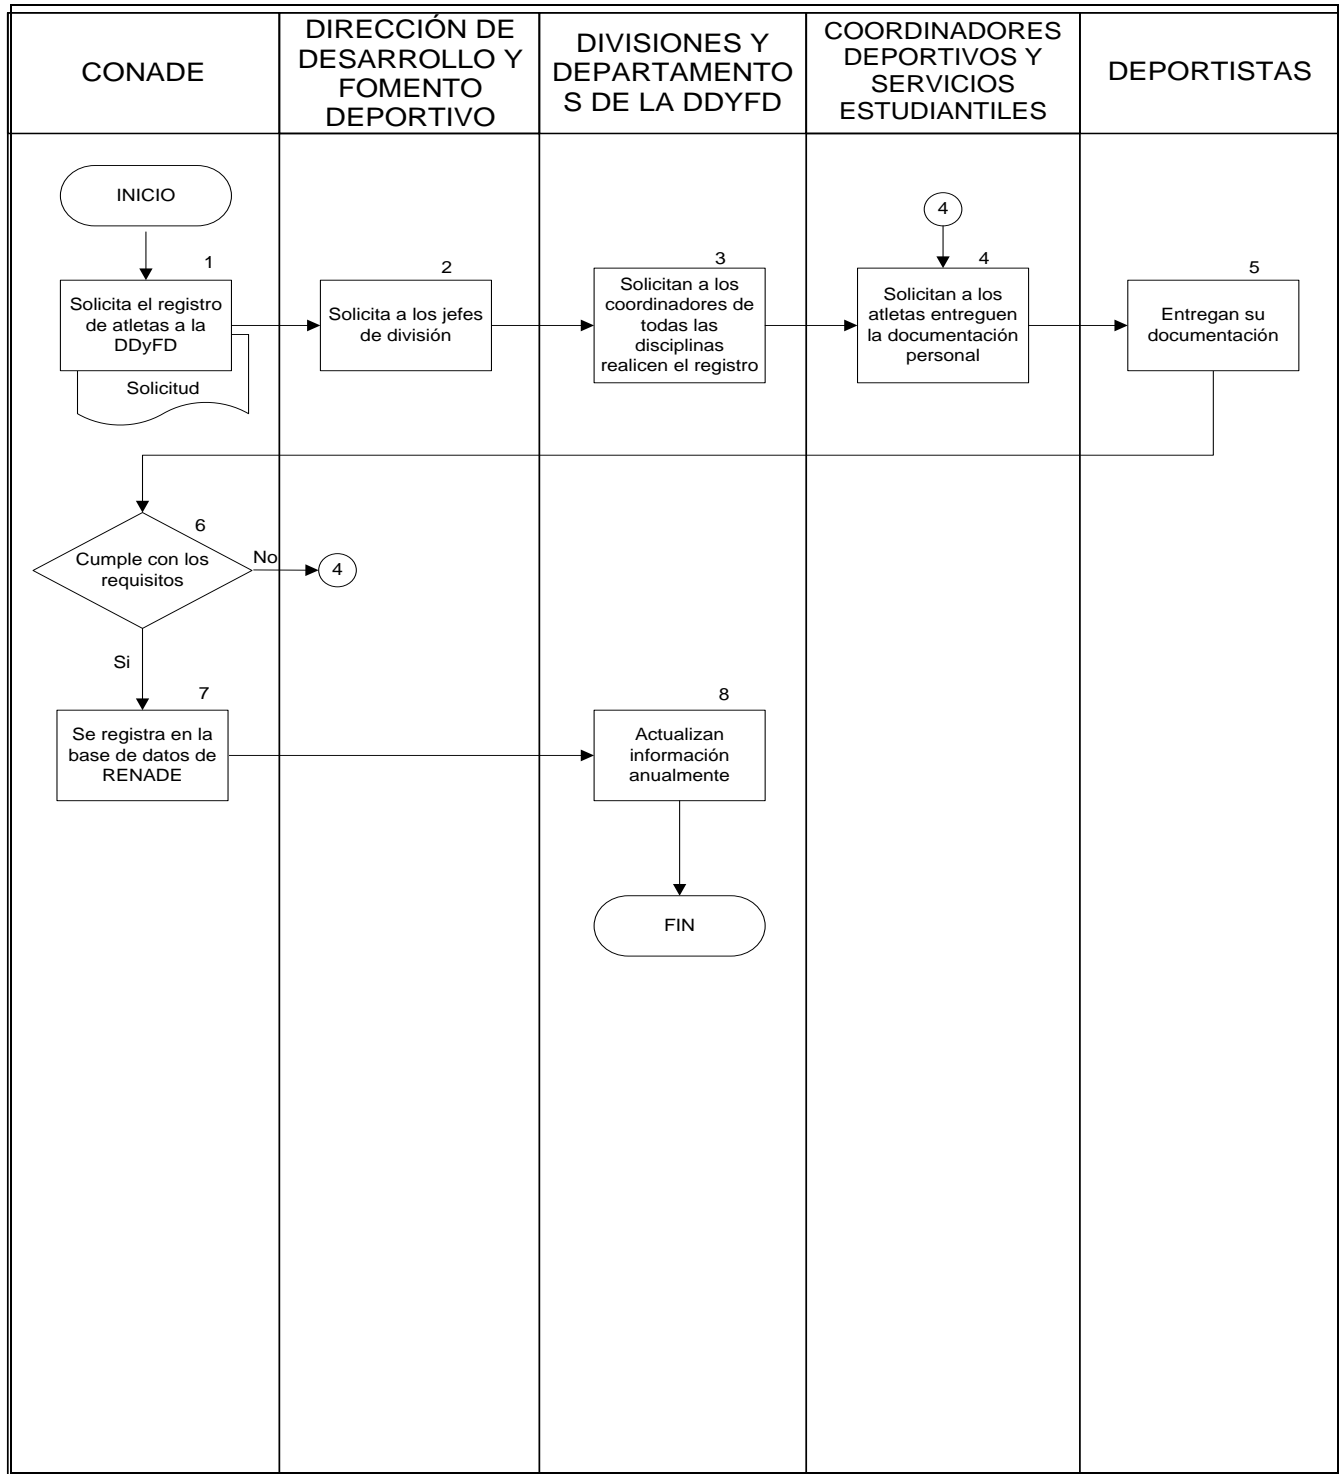 CONADE
DIRECCIÓN DE
DESARROLLO Y
FOMENTO
DEPORTIVO
DIVISIONES Y
DEPARTAMENTO
S DE LA DDYFD
COORDINADORES
DEPORTIVOS Y
SERVICIOS
ESTUDIANTILES
DEPORTISTAS
INICIO
4
1
Solicita el registro
de atletas a la
DDyFD
Solicitud
2
Solicita a los jefes
de división
3
Solicitan a los
coordinadores de
todas las
disciplinas
realicen el registro
4
Solicitan a los
atletas entreguen
la documentación
personal
5
Entregan su
documentación
6
Cumple con los
requisitos
No
4
Si
7
Se registra en la
base de datos de
RENADE
8
Actualizan
información
anualmente
FIN